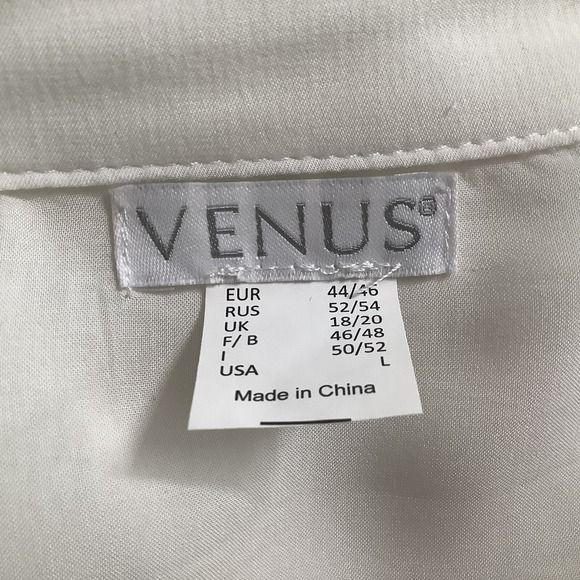 VENUS®
EUR 44/46
RUS 52/54
UK 18/20
F/ B 46/48
I 50/52
USA L
Made in China